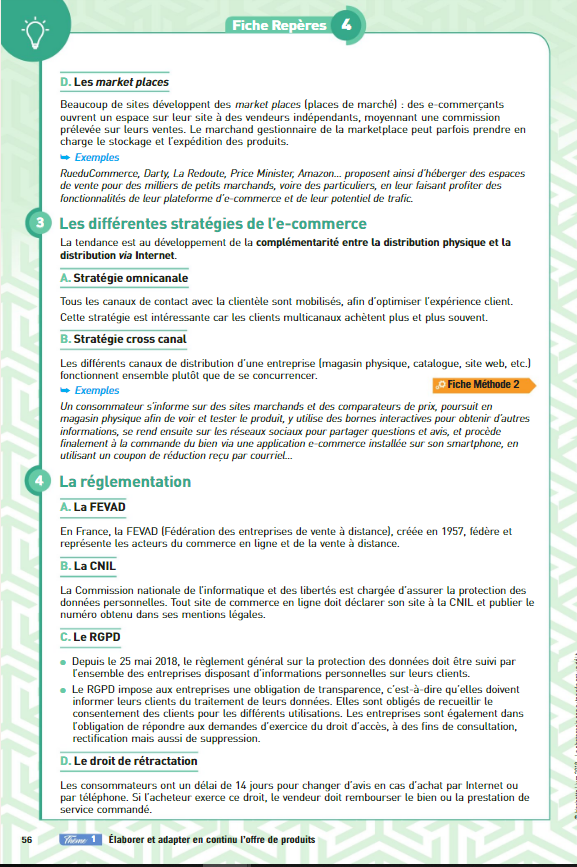 Fiche Repères 4
D. Les market places
Beaucoup de sites développent des market places (places de marché) : des e-commerçants
ouvrent un espace sur leur site à des vendeurs indépendants, moyennant une commission
prélevée sur leurs ventes. Le marchand gestionnaire de la marketplace peut parfois prendre en
charge le stockage et l'expédition des produits.
➥ Exemples
RueduCommerce, Darty, La Redoute, Price Minister, Amazon... proposent ainsi d'héberger des espaces
de vente pour des milliers de petits marchands, voire des particuliers, en leur faisant profiter des
fonctionnalités de leur plateforme d'e-commerce et de leur potentiel de trafic.
3 Les différentes stratégies de l'e-commerce
La tendance est au développement de la complémentarité entre la distribution physique et la
distribution via Internet.
A. Stratégie omnicanale
Tous les canaux de contact avec la clientèle sont mobilisés, afin d'optimiser l'expérience client.
Cette stratégie est intéressante car les clients multicanaux achètent plus et plus souvent.
B. Stratégie cross canal
Les différents canaux de distribution d'une entreprise (magasin physique, catalogue, site web, etc.)
fonctionnent ensemble plutôt que de se concurrencer.
Fiche Méthode 2
➥ Exemples
Un consommateur s'informe sur des sites marchands et des comparateurs de prix, poursuit en
magasin physique afin de voir et tester le produit, y utilise des bornes interactives pour obtenir d'autres
informations, se rend ensuite sur les réseaux sociaux pour partager questions et avis, et procède
finalement à la commande du bien via une application e-commerce installée sur son smartphone, en
utilisant un coupon de réduction reçu par courriel...
4 La réglementation
A. La FEVAD
En France, la FEVAD (Fédération des entreprises de vente à distance), créée en 1957, fédère et
représente les acteurs du commerce en ligne et de la vente à distance.
B. La CNIL
La Commission nationale de l'informatique et des libertés est chargée d'assurer la protection des
données personnelles. Tout site de commerce en ligne doit déclarer son site à la CNIL et publier le
numéro obtenu dans ses mentions légales.
C. Le RGPD
• Depuis le 25 mai 2018, le règlement général sur la protection des données doit être suivi par
l'ensemble des entreprises disposant d'informations personnelles sur leurs clients.
• Le RGPD impose aux entreprises une obligation de transparence, c'est-à-dire qu'elles doivent
informer leurs clients du traitement de leurs données. Elles sont obligés de recueillir le
consentement des clients pour les différentes utilisations. Les entreprises sont également dans
l'obligation de répondre aux demandes d'exercice du droit d'accès, à des fins de consultation,
rectification mais aussi de suppression.
D. Le droit de rétractation
Les consommateurs ont un délai de 14 jours pour changer d'avis en cas d'achat par Internet ou
par téléphone. Si l'acheteur exerce ce droit, le vendeur doit rembourser le bien ou la prestation de
service commandé.
56 Thème 1 Élaborer et adapter en continu l'offre de produits